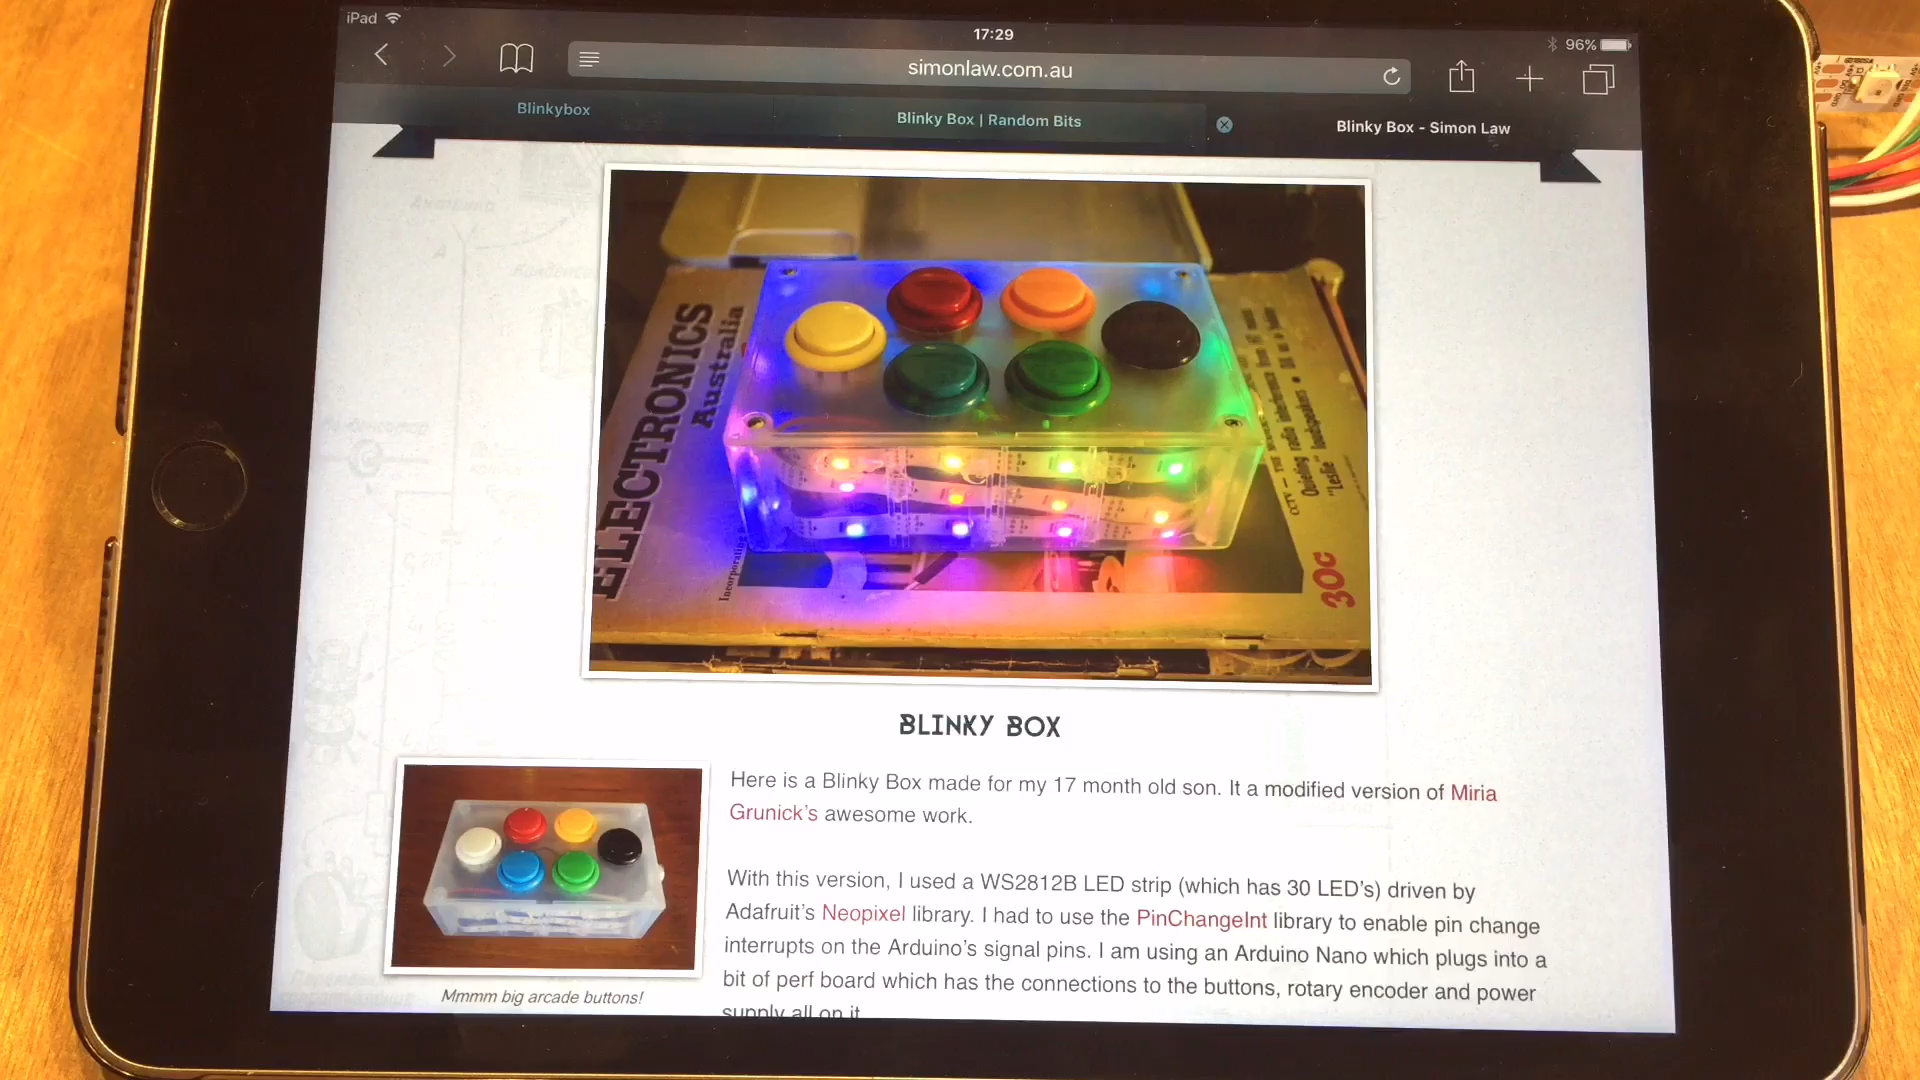 iPad
17:29
96%
simonlaw.com.au
Blinkybox
Blinky Box | Random Bits
Blinky Box - Simon Law
ELECTRONICS
Australia
Incorporating
30c
BLINKY BOX
Here is a Blinky Box made for my 17 month old son. It a modified version of Miria
Grunick's awesome work.
With this version, I used a WS2812B LED strip (which has 30 LED's) driven by
Adafruit's Neopixel library. I had to use the PinChangeInt library to enable pin change
interrupts on the Arduino's signal pins. I am using an Arduino Nano which plugs into a
bit of perf board which has the connections to the buttons, rotary encoder and power
supply all on it
Mmmm big arcade buttons!